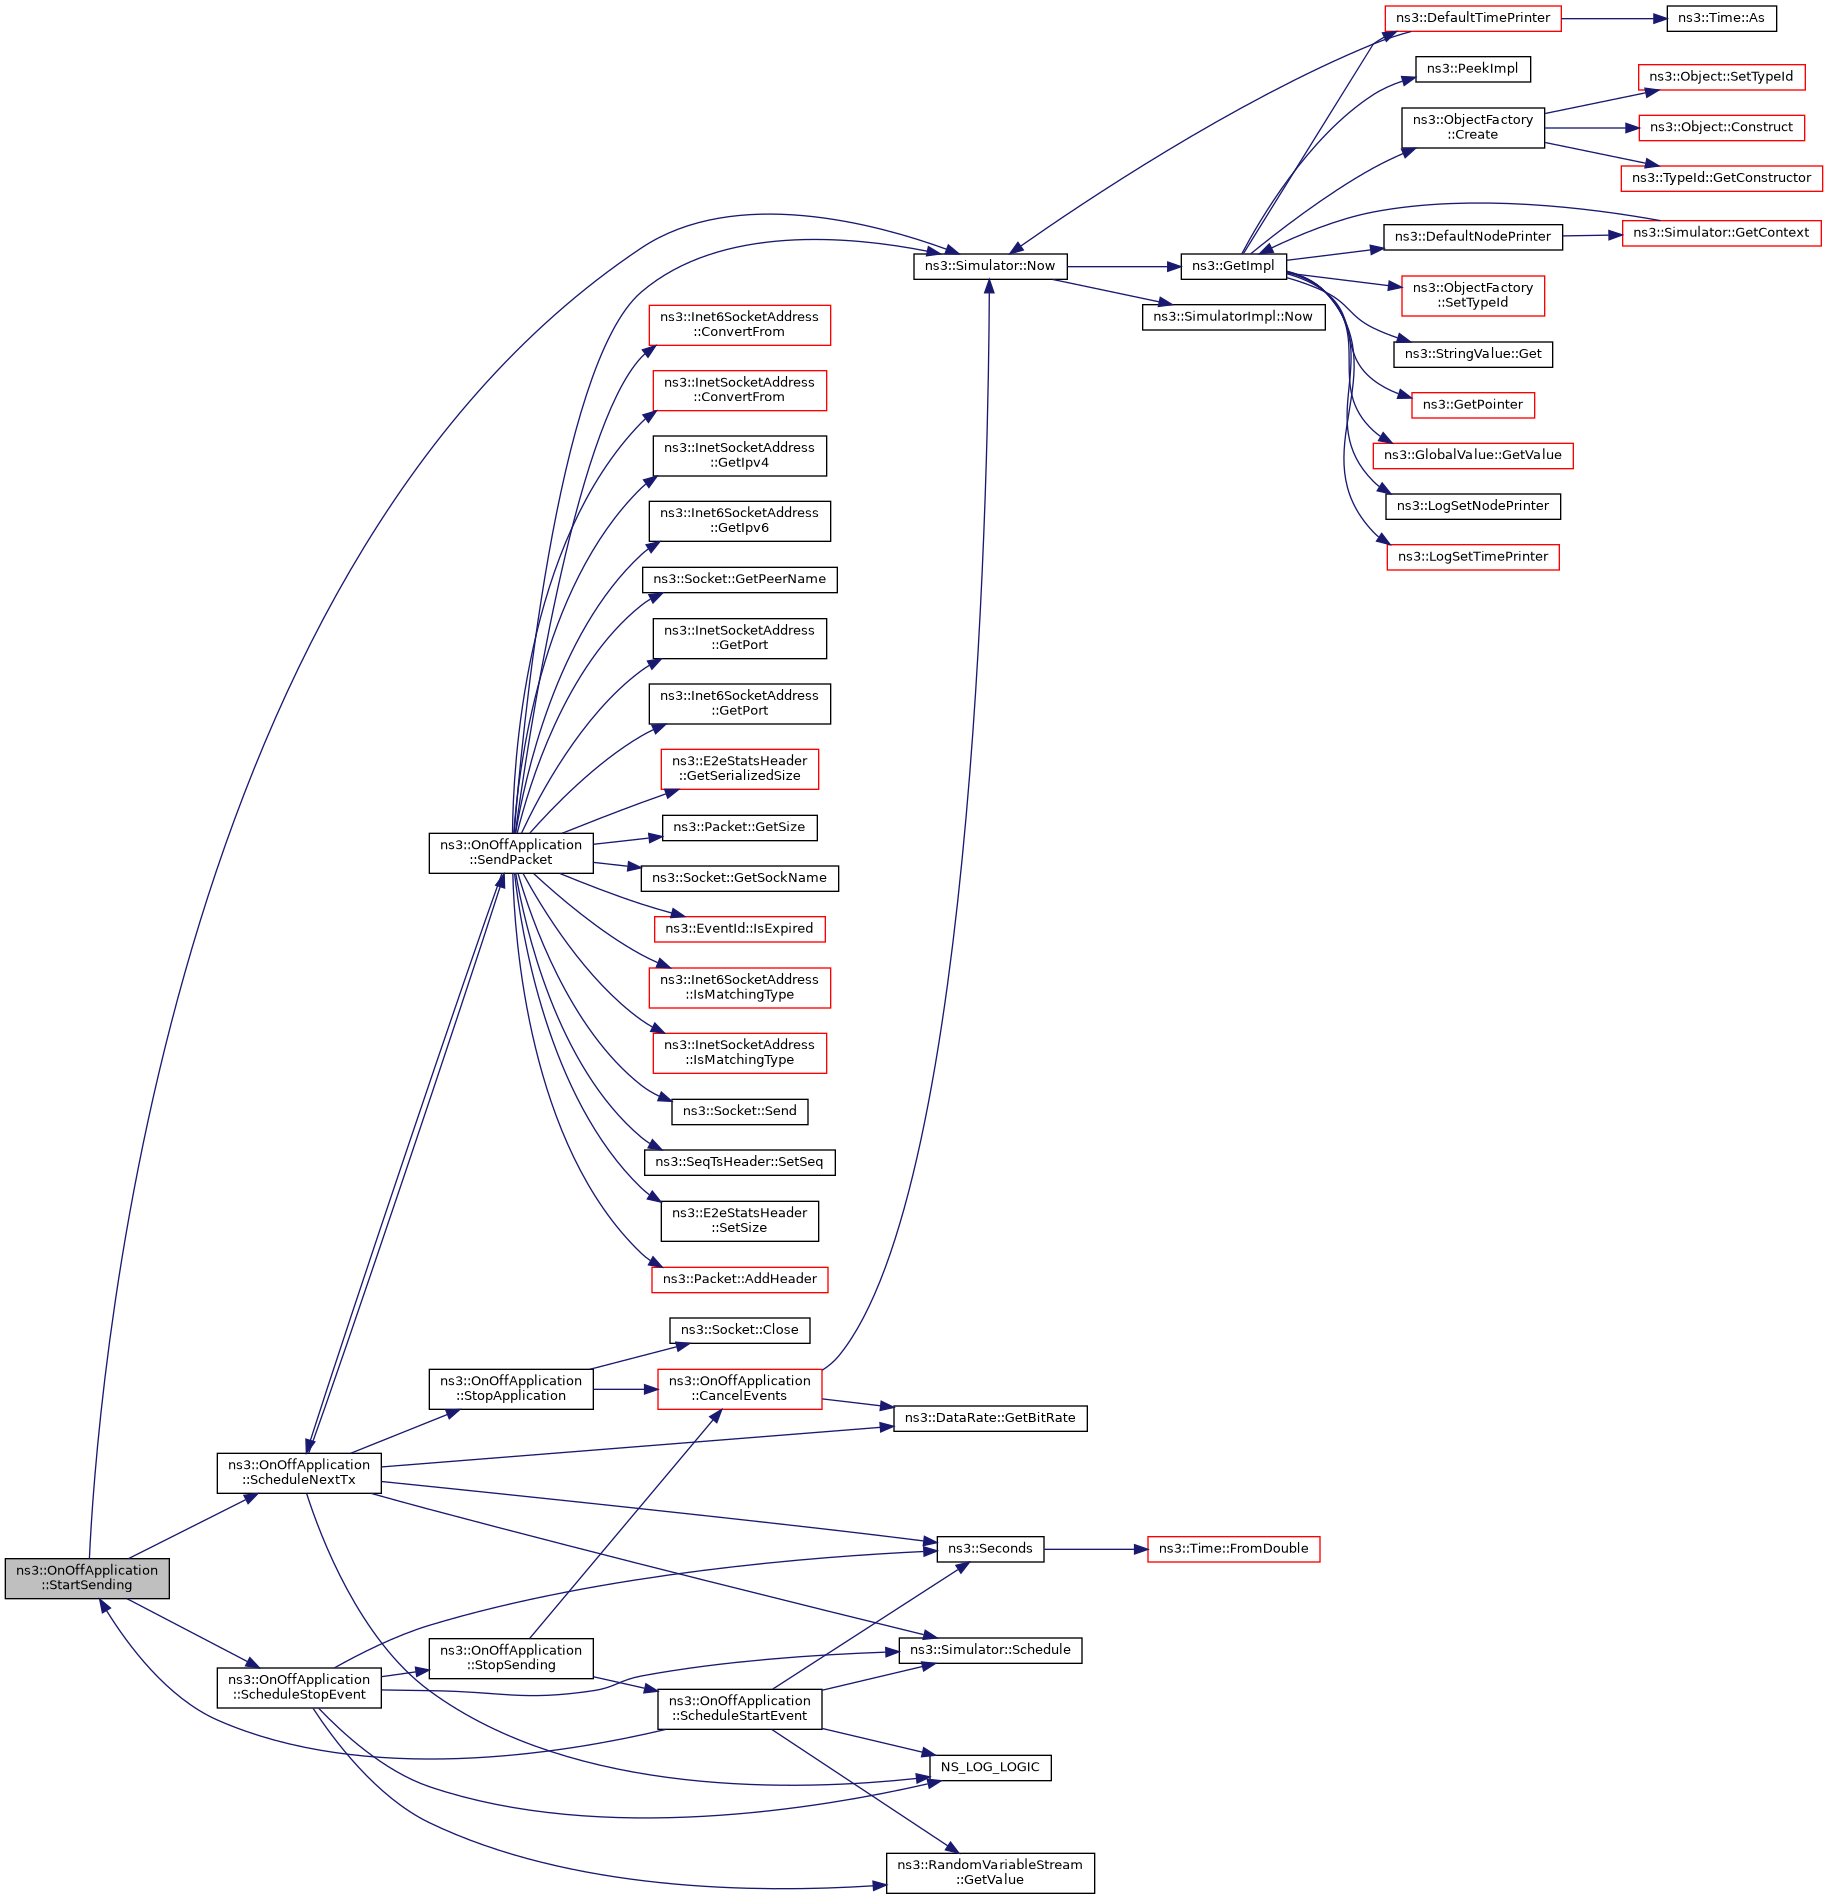 ns3::DefaultTimePrinter
ns3::Time::As
ns3::PeekImpl
ns3::Object::SetTypeId
ns3::ObjectFactory
::Create
ns3::Object::Construct
ns3::TypeId::GetConstructor
ns3::DefaultNodePrinter
ns3::Simulator::GetContext
ns3::Simulator::Now
ns3::GetImpl
ns3::ObjectFactory
::SetTypeId
ns3::SimulatorImpl::Now
ns3::StringValue::Get
ns3::GetPointer
ns3::GlobalValue::GetValue
ns3::LogSetNodePrinter
ns3::LogSetTimePrinter
ns3::Inet6SocketAddress
::ConvertFrom
ns3::InetSocketAddress
::ConvertFrom
ns3::InetSocketAddress
::GetIpv4
ns3::Inet6SocketAddress
::GetIpv6
ns3::Socket::GetPeerName
ns3::InetSocketAddress
::GetPort
ns3::Inet6SocketAddress
::GetPort
ns3::E2eStatsHeader
::GetSerializedSize
ns3::Packet::GetSize
ns3::OnOffApplication
::SendPacket
ns3::Socket::GetSockName
ns3::EventId::IsExpired
ns3::Inet6SocketAddress
::IsMatchingType
ns3::InetSocketAddress
::IsMatchingType
ns3::Socket::Send
ns3::SeqTsHeader::SetSeq
ns3::E2eStatsHeader
::SetSize
ns3::Packet::AddHeader
ns3::Socket::Close
ns3::OnOffApplication
::StopApplication
ns3::OnOffApplication
::CancelEvents
ns3::DataRate::GetBitRate
ns3::OnOffApplication
::ScheduleNextTx
ns3::Seconds
ns3::Time::FromDouble
ns3::OnOffApplication
::StartSending
ns3::OnOffApplication
::StopSending
ns3::Simulator::Schedule
ns3::OnOffApplication
::ScheduleStopEvent
ns3::OnOffApplication
::ScheduleStartEvent
NS_LOG_LOGIC
ns3::RandomVariableStream
::GetValue